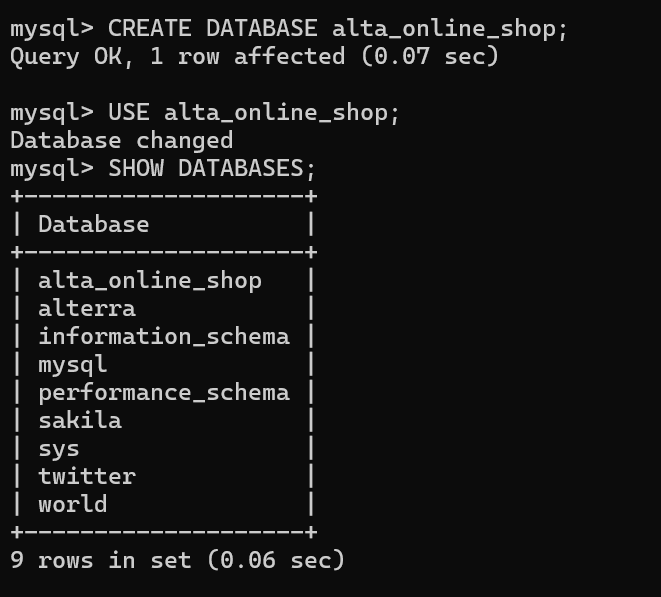 mysql> CREATE DATABASE alta_online_shop;
Query OK, 1 row affected (0.07 sec)

mysql> USE alta_online_shop;
Database changed
mysql> SHOW DATABASES;
+--------------------+
| Database           |
+--------------------+
| alta_online_shop   |
| alterra            |
| information_schema |
| mysql              |
| performance_schema |
| sakila             |
| sys                |
| twitter            |
| world              |
+--------------------+
9 rows in set (0.06 sec)